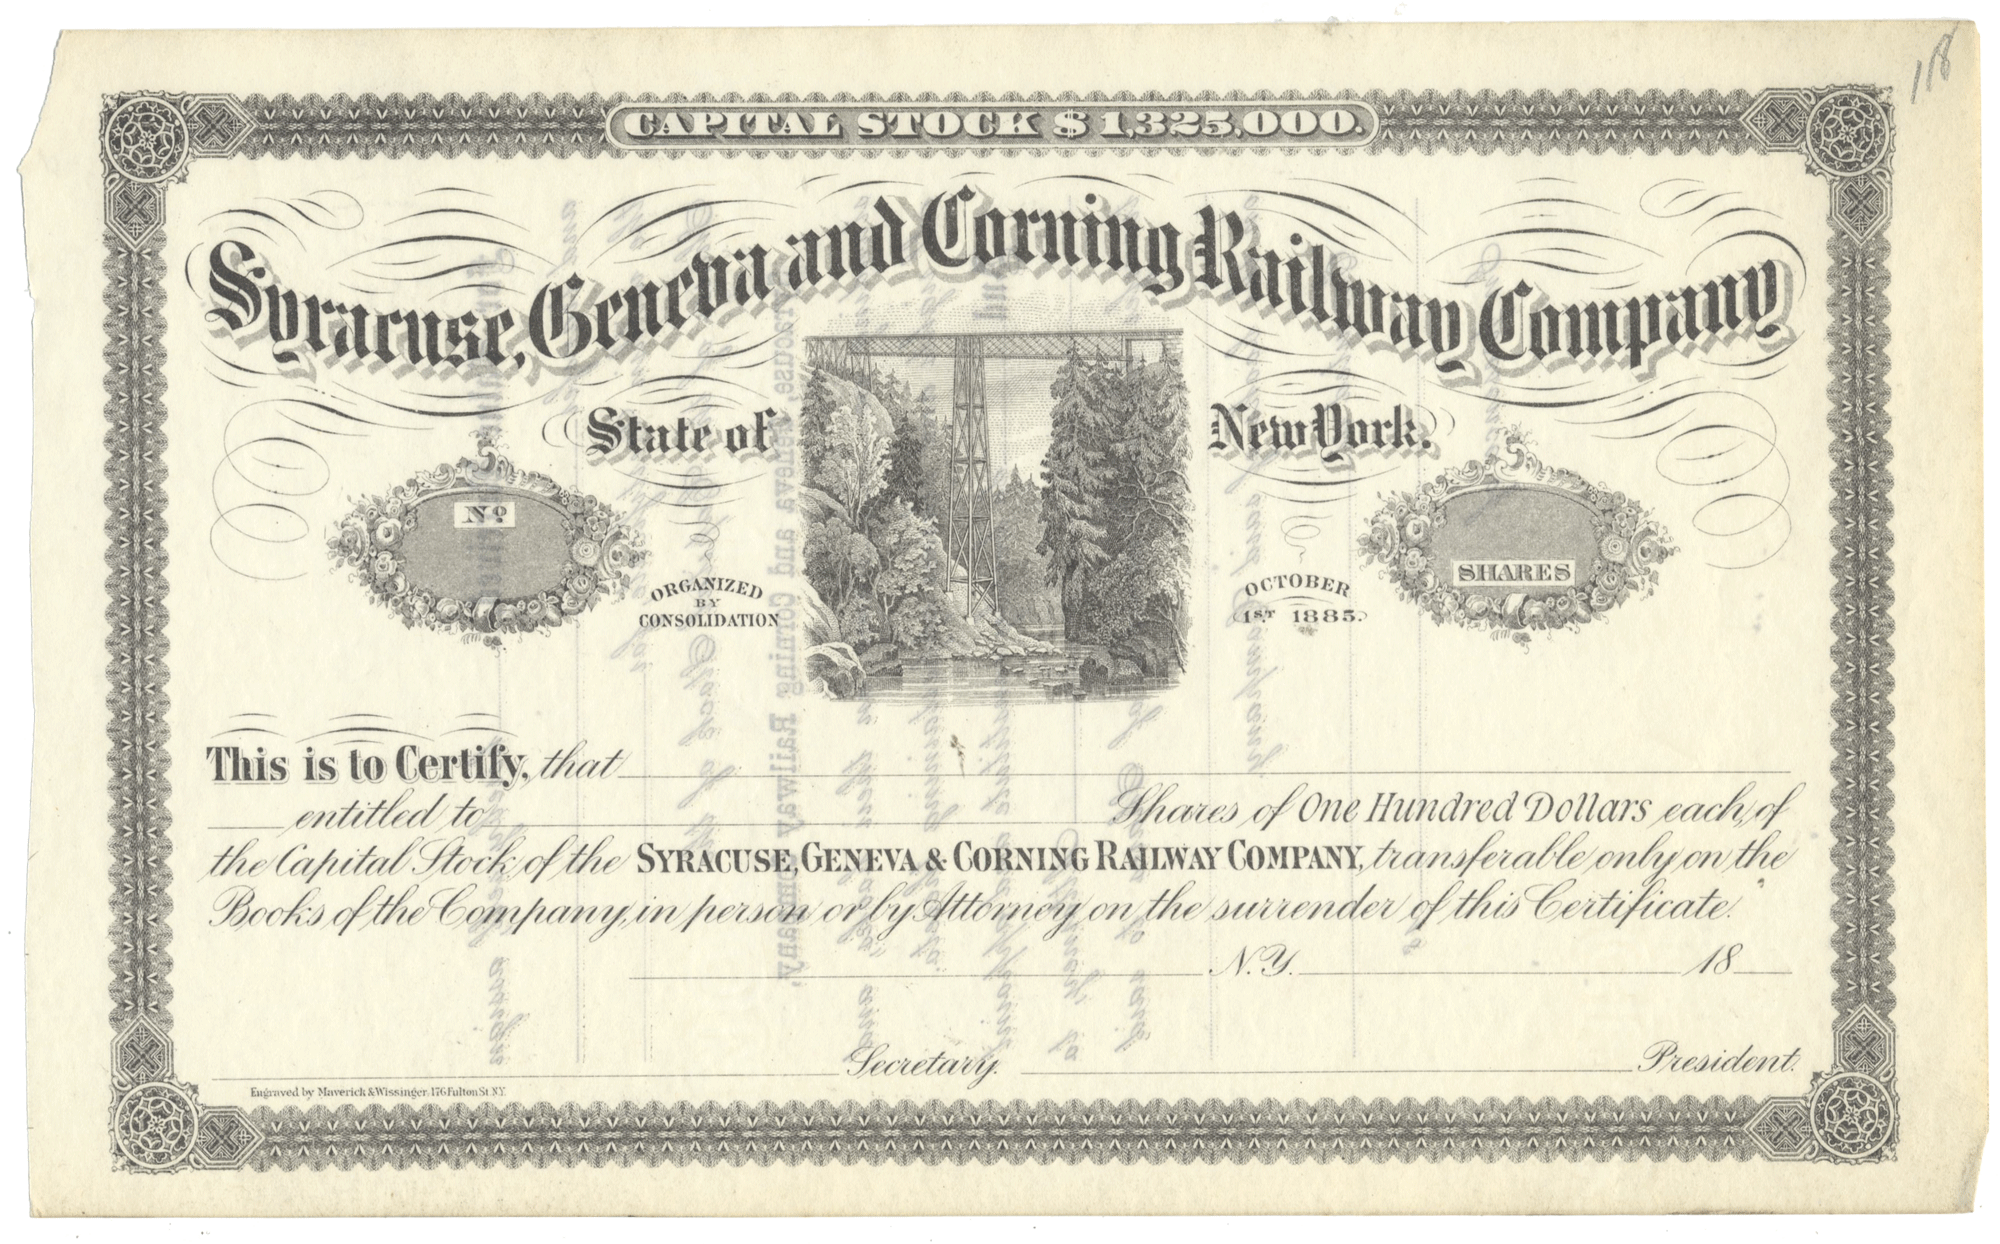 118
CAPITAL STOCK $1,325,000.
Syracuse, Geneva and Corning Railway Company
State of New York.
No
SHARES
ORGANIZED
BY
CONSOLIDATION
OCTOBER
1ST 1885.
This is to Certify, that
entitled to Shares of One Hundred Dollars each, of
the Capital Stock of the SYRACUSE, GENEVA & CORNING RAILWAY COMPANY, transferable only on the
Books of the Company, in person or by Attorney on the surrender of this Certificate.
N.Y. 18
Secretary. President.
Engraved by Maverick & Wissinger, 176 Fulton St. N.Y.